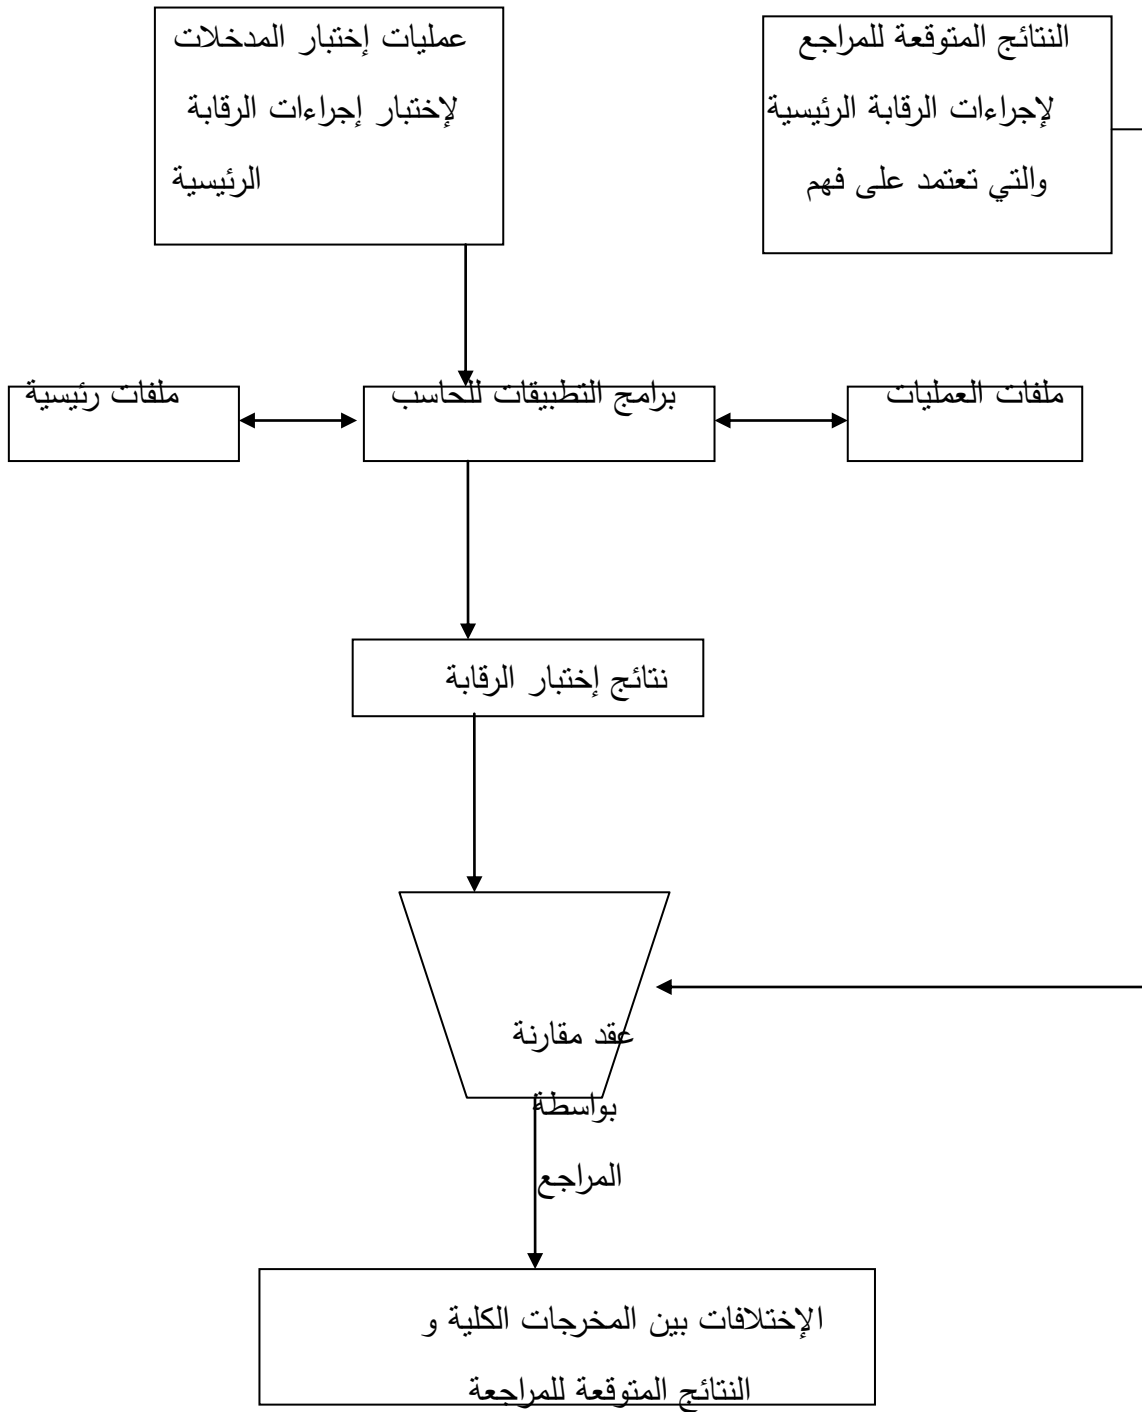 النتائج المتوقعة للمراجع
لإجراءات الرقابة الرئيسية
والتي تعتمد على فهم
عمليات إختبار المدخلات
لإختبار إجراءات الرقابة
الرئيسية
ملفات العمليات
برامج التطبيقات للحاسب
ملفات رئيسية
نتائج إختبار الرقابة
عقد مقارنة
بواسطة
المراجع
الإختلافات بين المخرجات الكلية و
النتائج المتوقعة للمراجعة